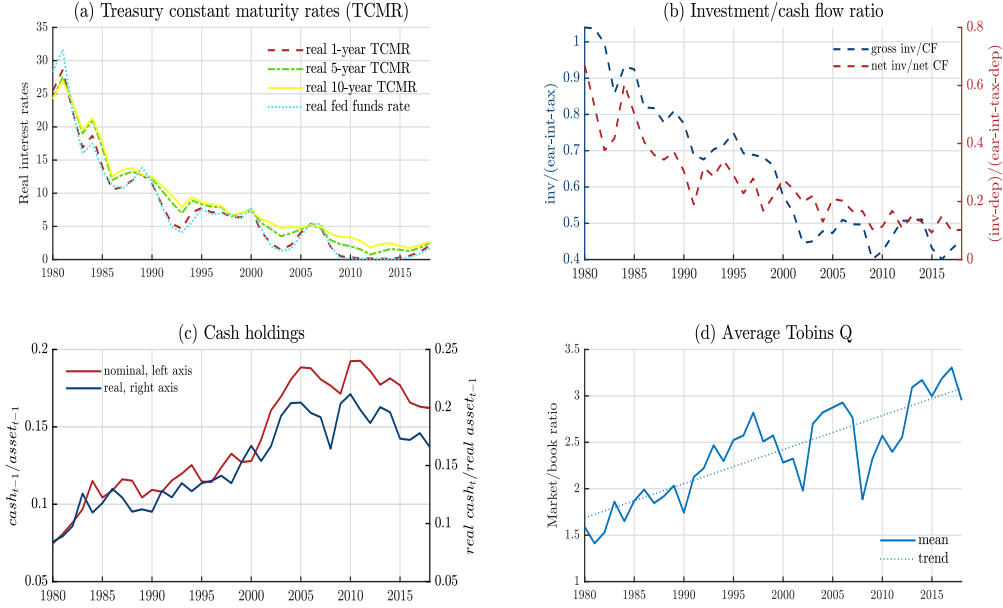 (a) Treasury constant maturity rates (TCMR)
35
30
25
20
15
10
5
0
Real interest rates
real 1-year TCMR
real 5-year TCMR
real 10-year TCMR
real fed funds rate
1980 1985 1990 1995 2000 2005 2010 2015
(b) Investment/cash flow ratio
1
0.9
0.8
0.7
0.6
0.5
0.4
inv/(ear-int-tax)
gross inv/CF
net inv/net CF
0.8
0.6
0.4
0.2
0
(inv-dep)/(ear-int-tax-dep)
1980 1985 1990 1995 2000 2005 2010 2015
(c) Cash holdings
0.2
0.15
0.1
0.05
cash_{t-1}/asset_{t-1}
nominal, left axis
real, right axis
0.25
0.2
0.15
0.1
0.05
real cash_t/real asset_{t-1}
1980 1985 1990 1995 2000 2005 2010 2015
(d) Average Tobins Q
3.5
3
2.5
2
1.5
1
Market/book ratio
mean
trend
1980 1985 1990 1995 2000 2005 2010 2015